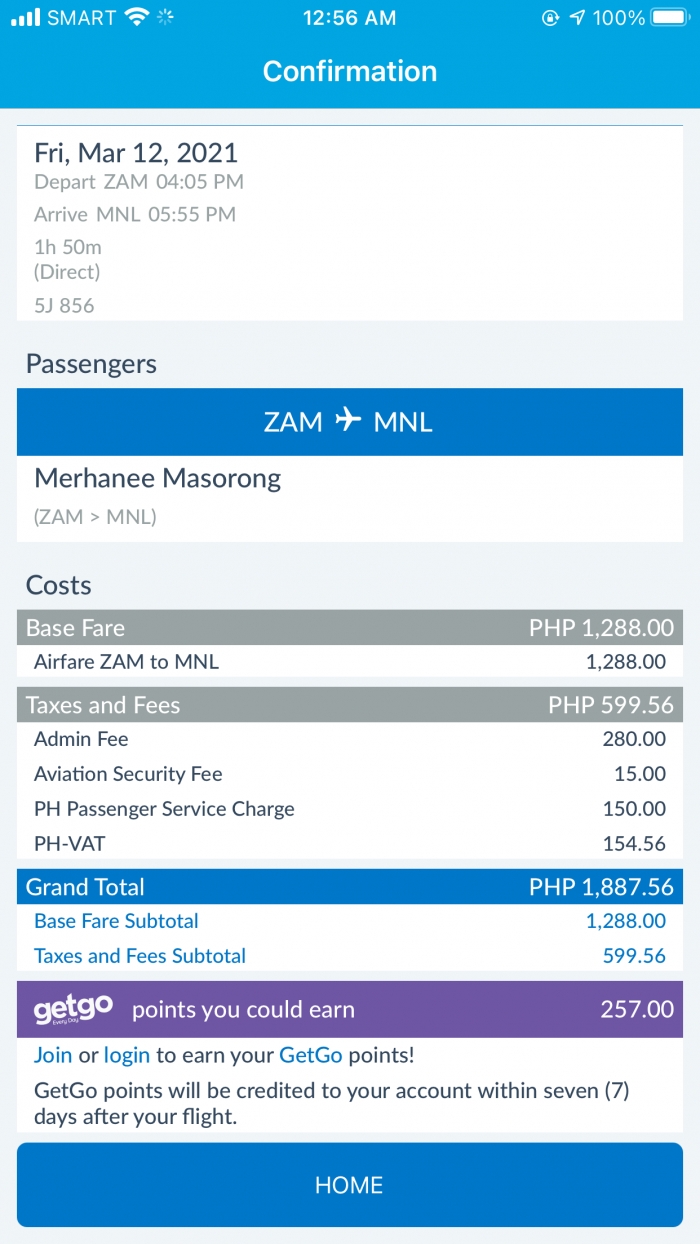 SMART 12:56 AM 100%
Confirmation
Fri, Mar 12, 2021
Depart ZAM 04:05 PM
Arrive MNL 05:55 PM
1h 50m
(Direct)
5J 856
Passengers
ZAM MNL
Merhanee Masorong
(ZAM > MNL)
Costs
Base Fare PHP 1,288.00
Airfare ZAM to MNL 1,288.00
Taxes and Fees PHP 599.56
Admin Fee 280.00
Aviation Security Fee 15.00
PH Passenger Service Charge 150.00
PH-VAT 154.56
Grand Total PHP 1,887.56
Base Fare Subtotal 1,288.00
Taxes and Fees Subtotal 599.56
getgo Every Day points you could earn 257.00
Join or login to earn your GetGo points!
GetGo points will be credited to your account within seven (7)
days after your flight.
HOME